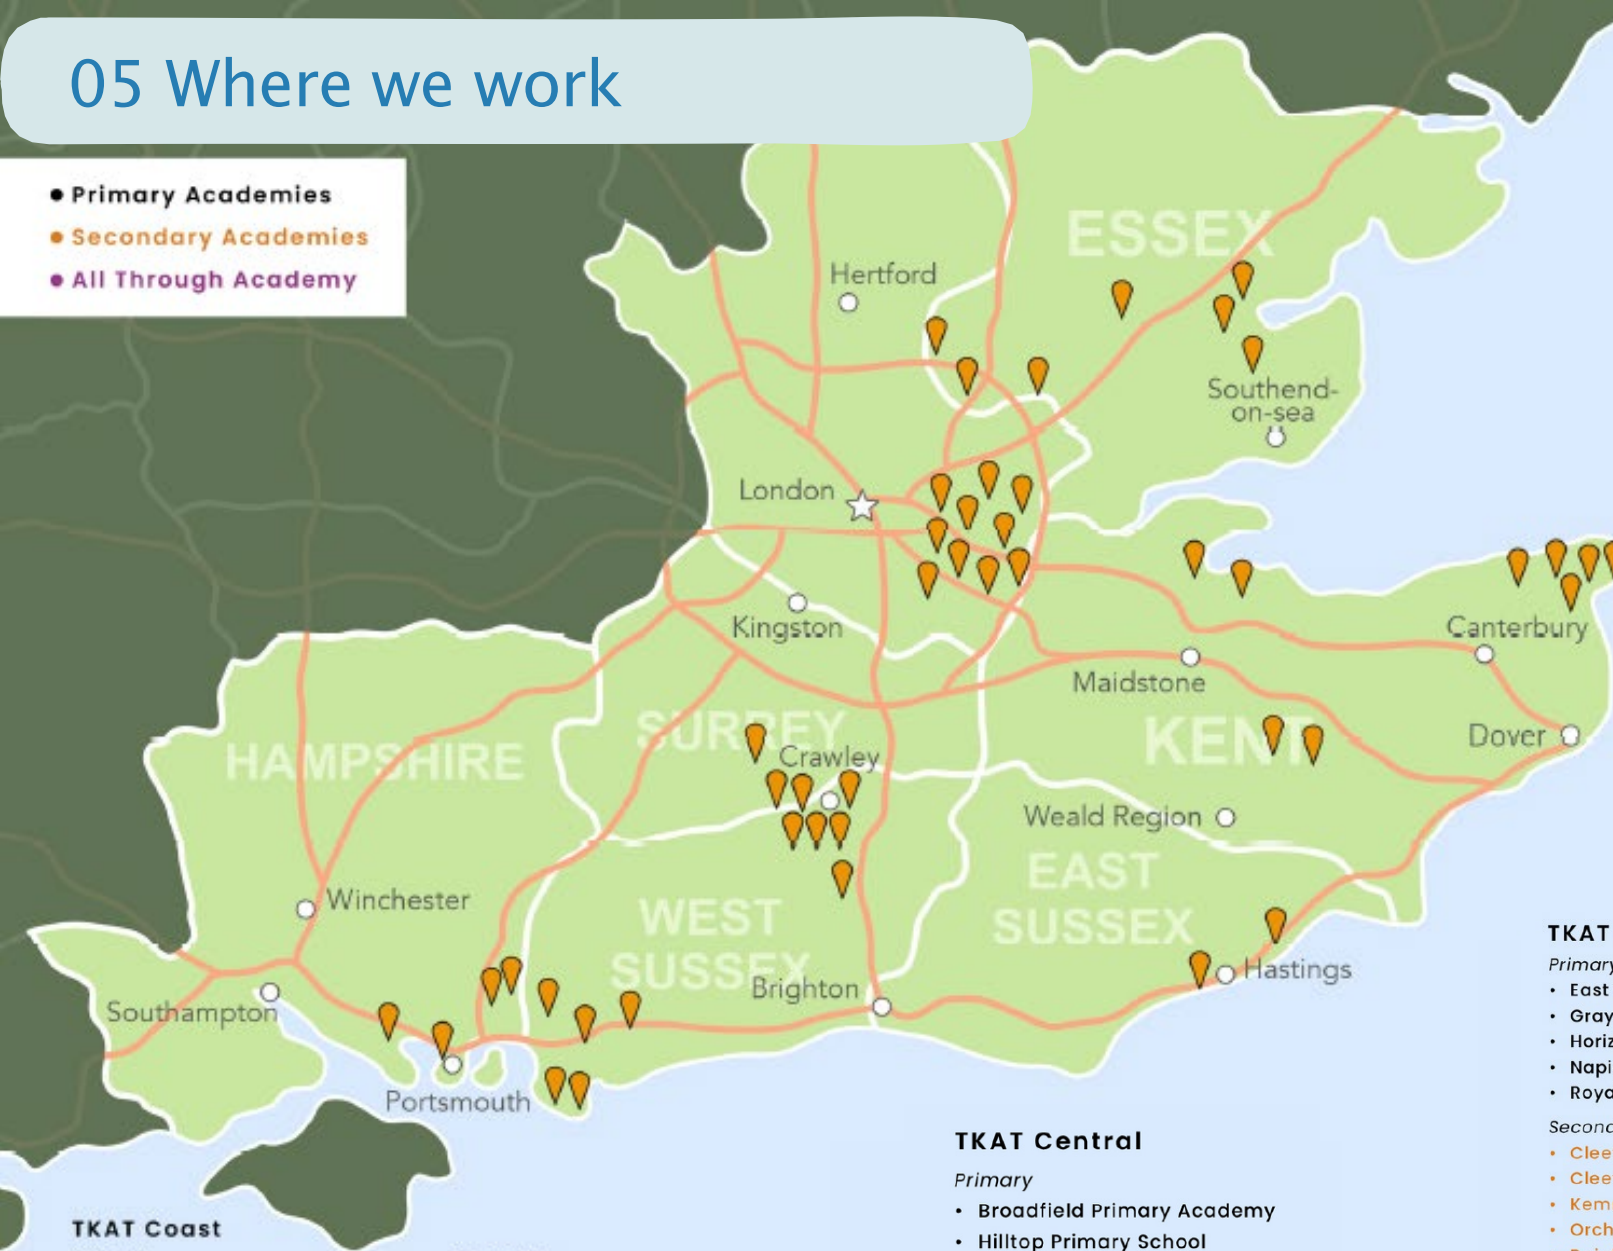 05 Where we work
• Primary Academies
• Secondary Academies
• All Through Academy
ESSEX
Hertford
Southend-
on-sea
London
Kingston
Canterbury
Maidstone
SURREY
KENT
Dover
HAMPSHIRE
Crawley
Weald Region
EAST
SUSSEX
Winchester
WEST
SUSSEX
Hastings
Brighton
Southampton
Portsmouth
TKAT Coast
TKAT Central
Primary
• Broadfield Primary Academy
• Hilltop Primary School
TKAT
Primary
• East
• Gray
• Horiz
• Napi
• Roya
Second
• Clee
• Clee
• Kem
• Orch